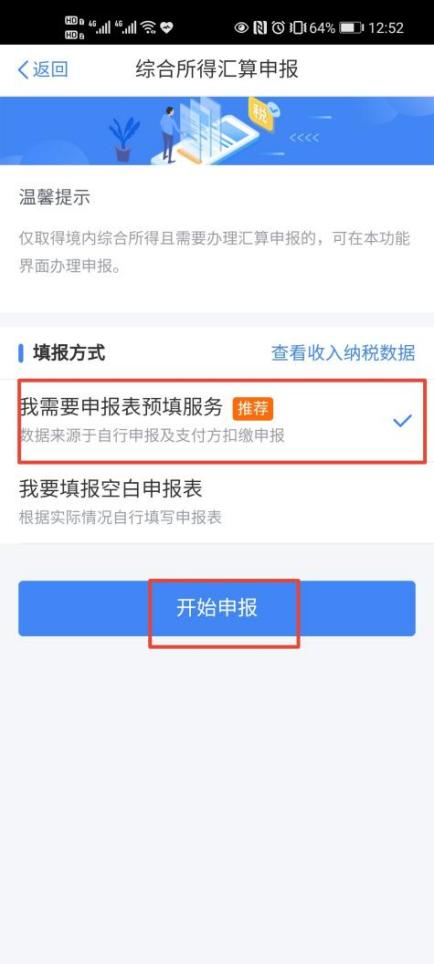 HD 4G 4G 64% 12:52
HD
返回 综合所得汇算申报
税
温馨提示
仅取得境内综合所得且需要办理汇算申报的，可在本功能
界面办理申报。
填报方式 查看收入纳税数据
我需要申报表预填服务 推荐
数据来源于自行申报及支付方扣缴申报
我要填报空白申报表
根据实际情况自行填写申报表
开始申报